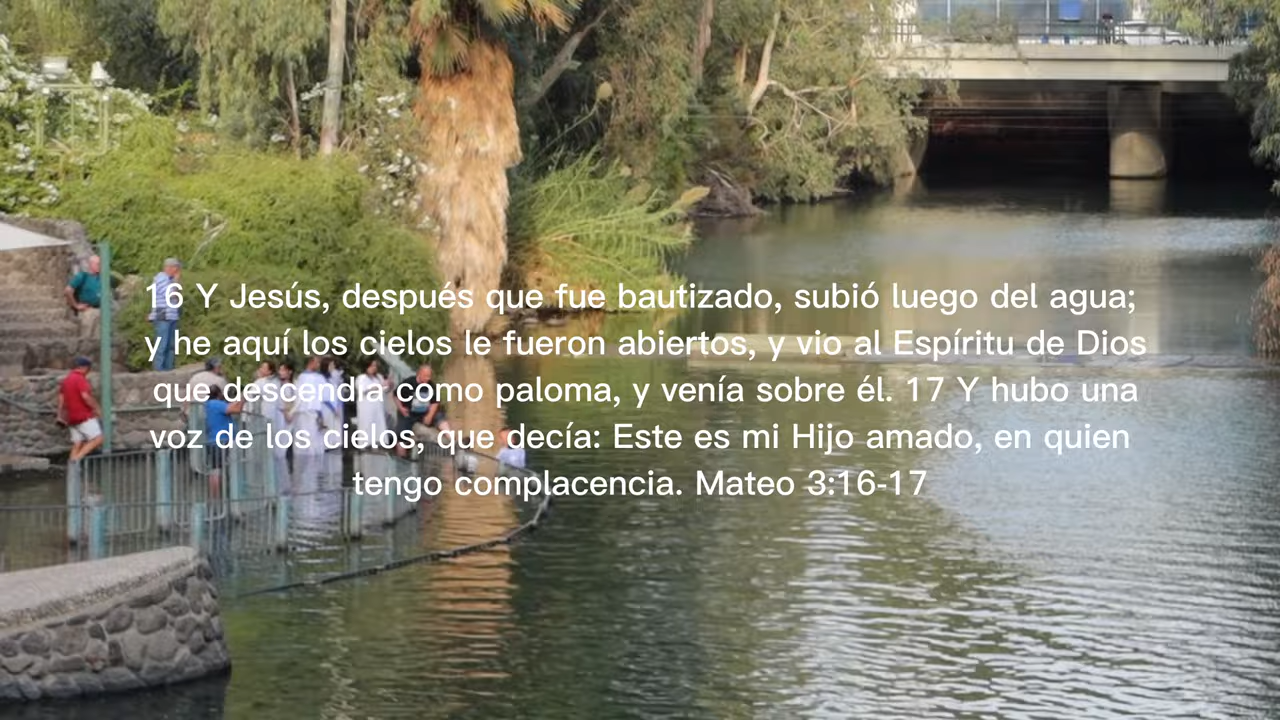 16 Y Jesús, después que fue bautizado, subió luego del agua;
y he aquí los cielos le fueron abiertos, y vio al Espíritu de Dios
que descendía como paloma, y venía sobre él. 17 Y hubo una
voz de los cielos, que decía: Este es mi Hijo amado, en quien
tengo complacencia. Mateo 3:16-17